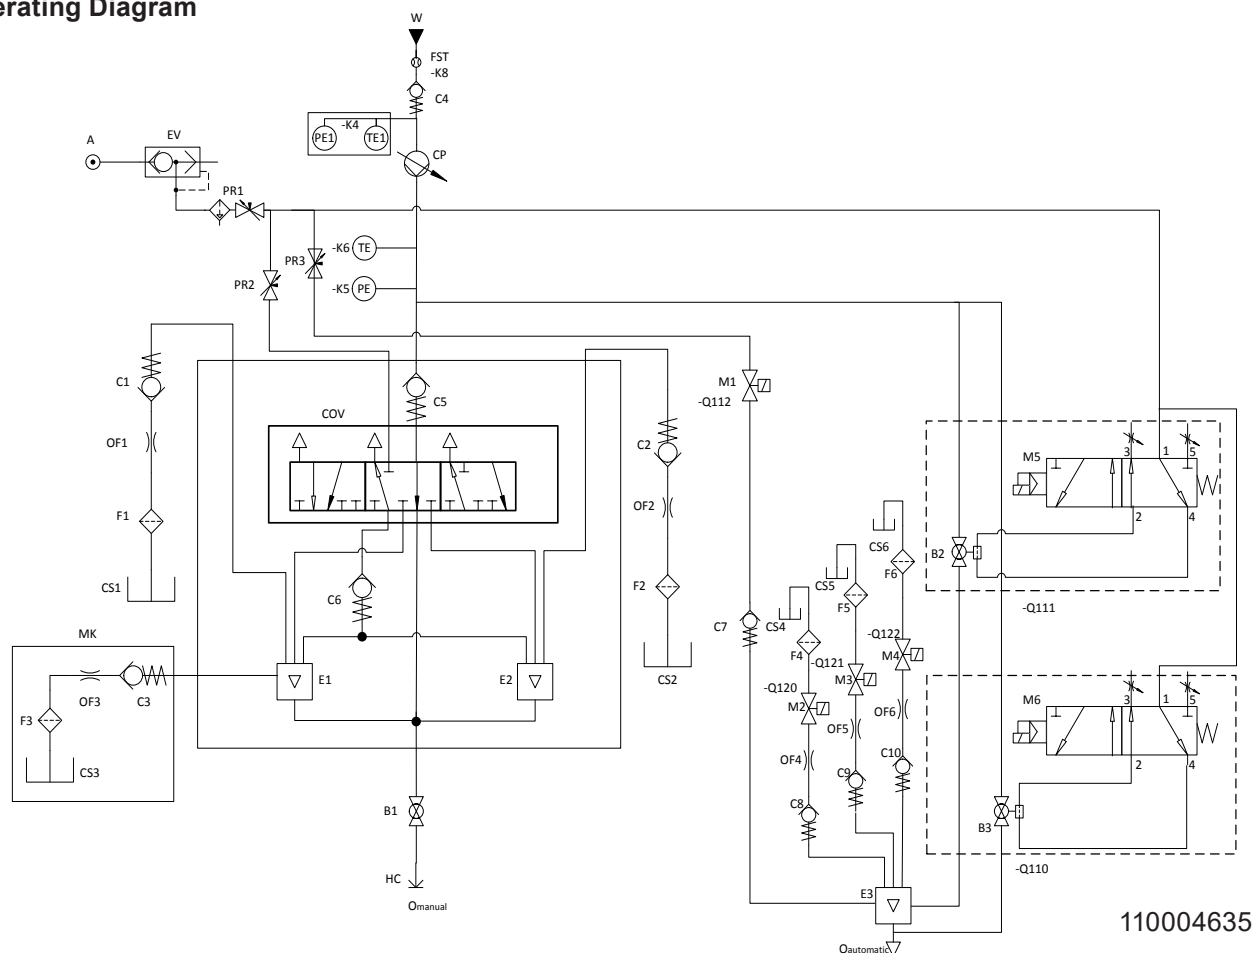 erating Diagram
W
FST
-K8
C4
-K4
PE1
TE1
CP
A
EV
PR1
-K6
TE
PR3
PR2
-K5
PE
C1
C5
M1
-Q112
COV
C2
OF1
OF2
M5
3
1
5
2
4
F1
CS6
CS5
B2
F6
CS1
C6
F2
F5
-Q111
MK
C7
CS4
-Q122
F4
M4
-Q121
E1
E2
M3
CS2
OF3
C3
-Q120
M2
OF6
M6
3
1
5
F3
OF5
2
4
CS3
OF4
C10
C9
C8
B1
B3
-Q110
HC
E3
Omanual
110004635
Oautomatic